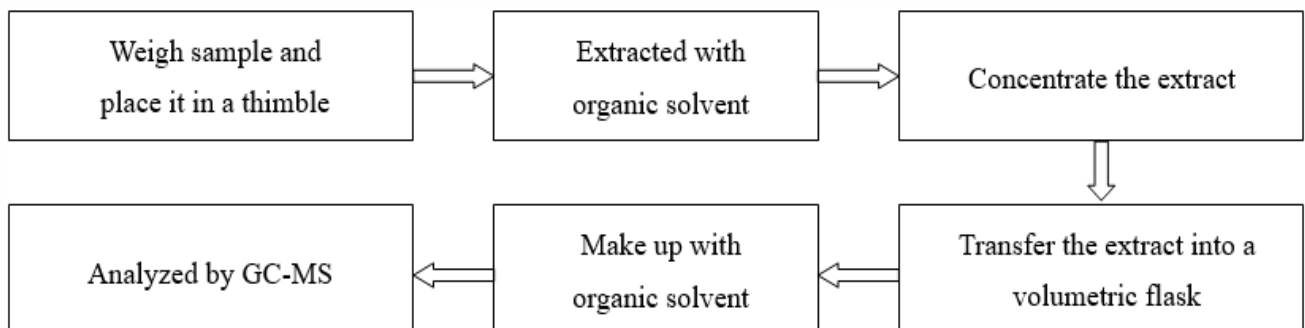 Weigh sample and
place it in a thimble
Extracted with
organic solvent
Concentrate the extract
Transfer the extract into a
volumetric flask
Make up with
organic solvent
Analyzed by GC-MS